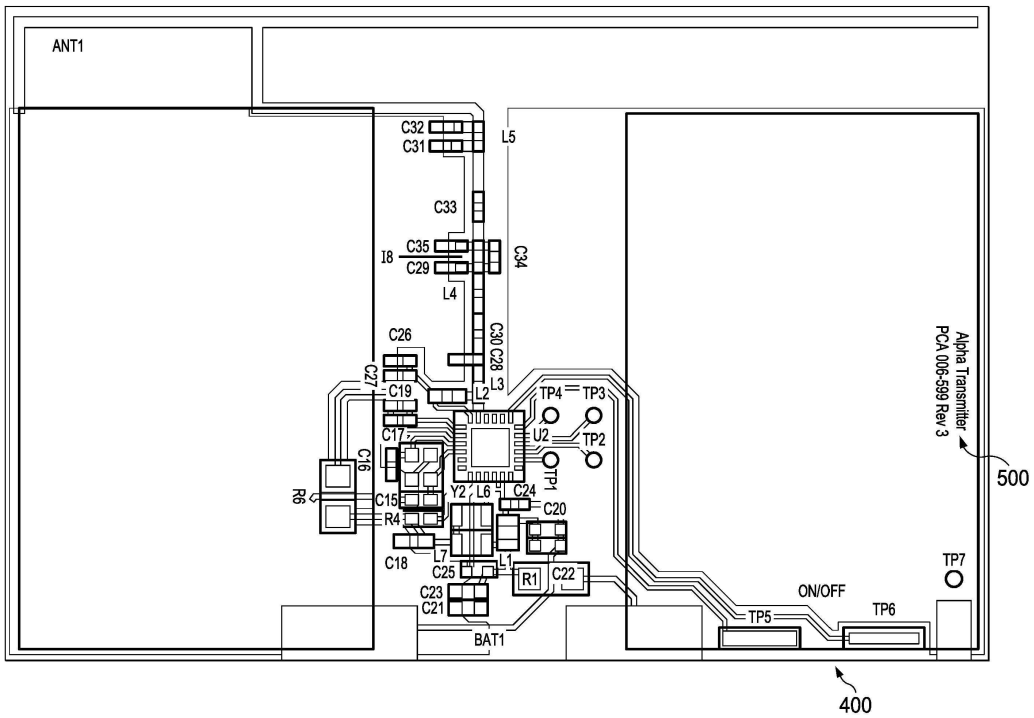 ANT1
C32
L5
C31
C33
C35
C34
I8
C29
L4
C30
C26
C28
C27
L3
C19
L2
TP4
TP3
C17
U2
TP2
C16
TP1
R6
C15
Y2
L6
C24
R4
C20
C18
L7
L1
C25
R1
C22
C23
C21
BAT1
Alpha Transmitter
PCA 006-599 Rev 3
500
TP7
ON/OFF
TP5
TP6
400